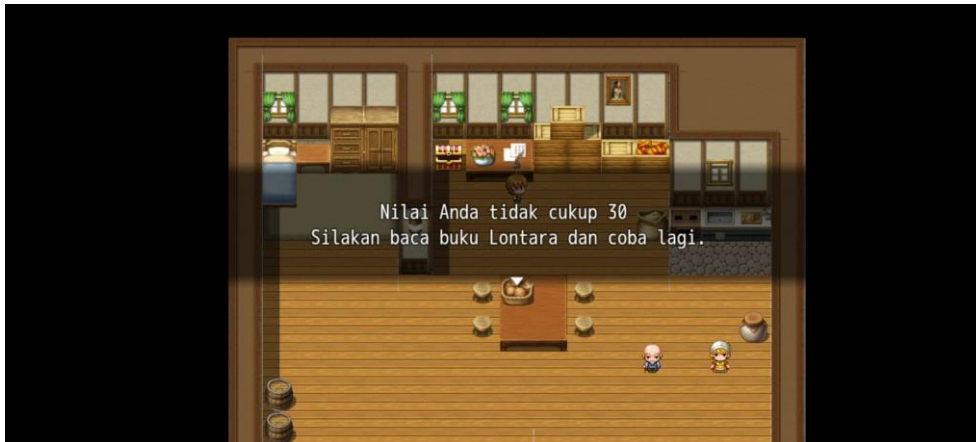 Nilai Anda tidak cukup 30
Silakan baca buku Lontara dan coba lagi.